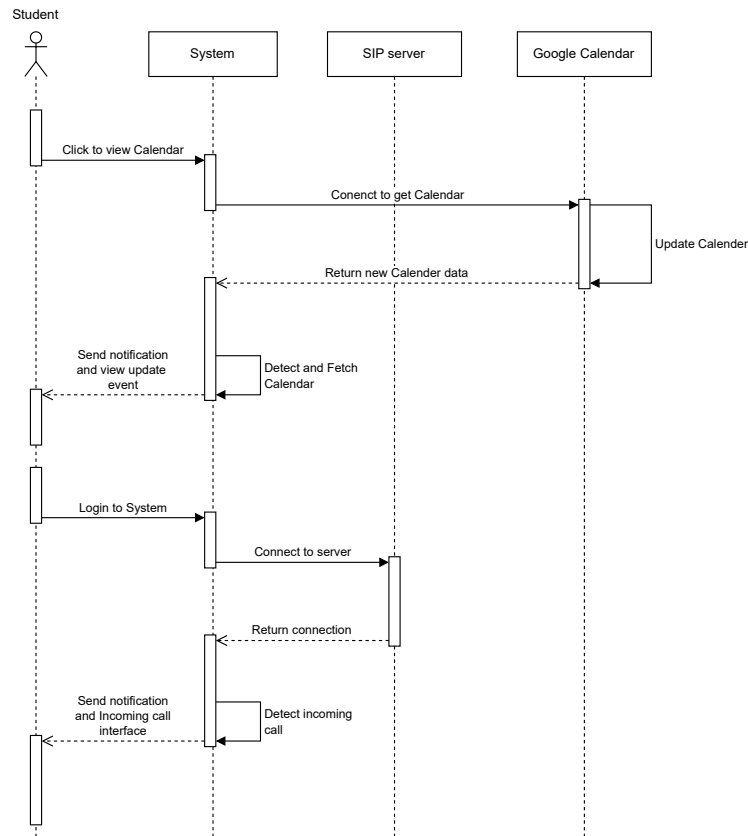 Student
System
SIP server
Google Calendar
Click to view Calendar
Conenct to get Calendar
Update Calender
Return new Calender data
Send notification
and view update
event
Detect and Fetch
Calendar
Login to System
Connect to server
Return connection
Send notification
and Incoming call
interface
Detect incoming
call